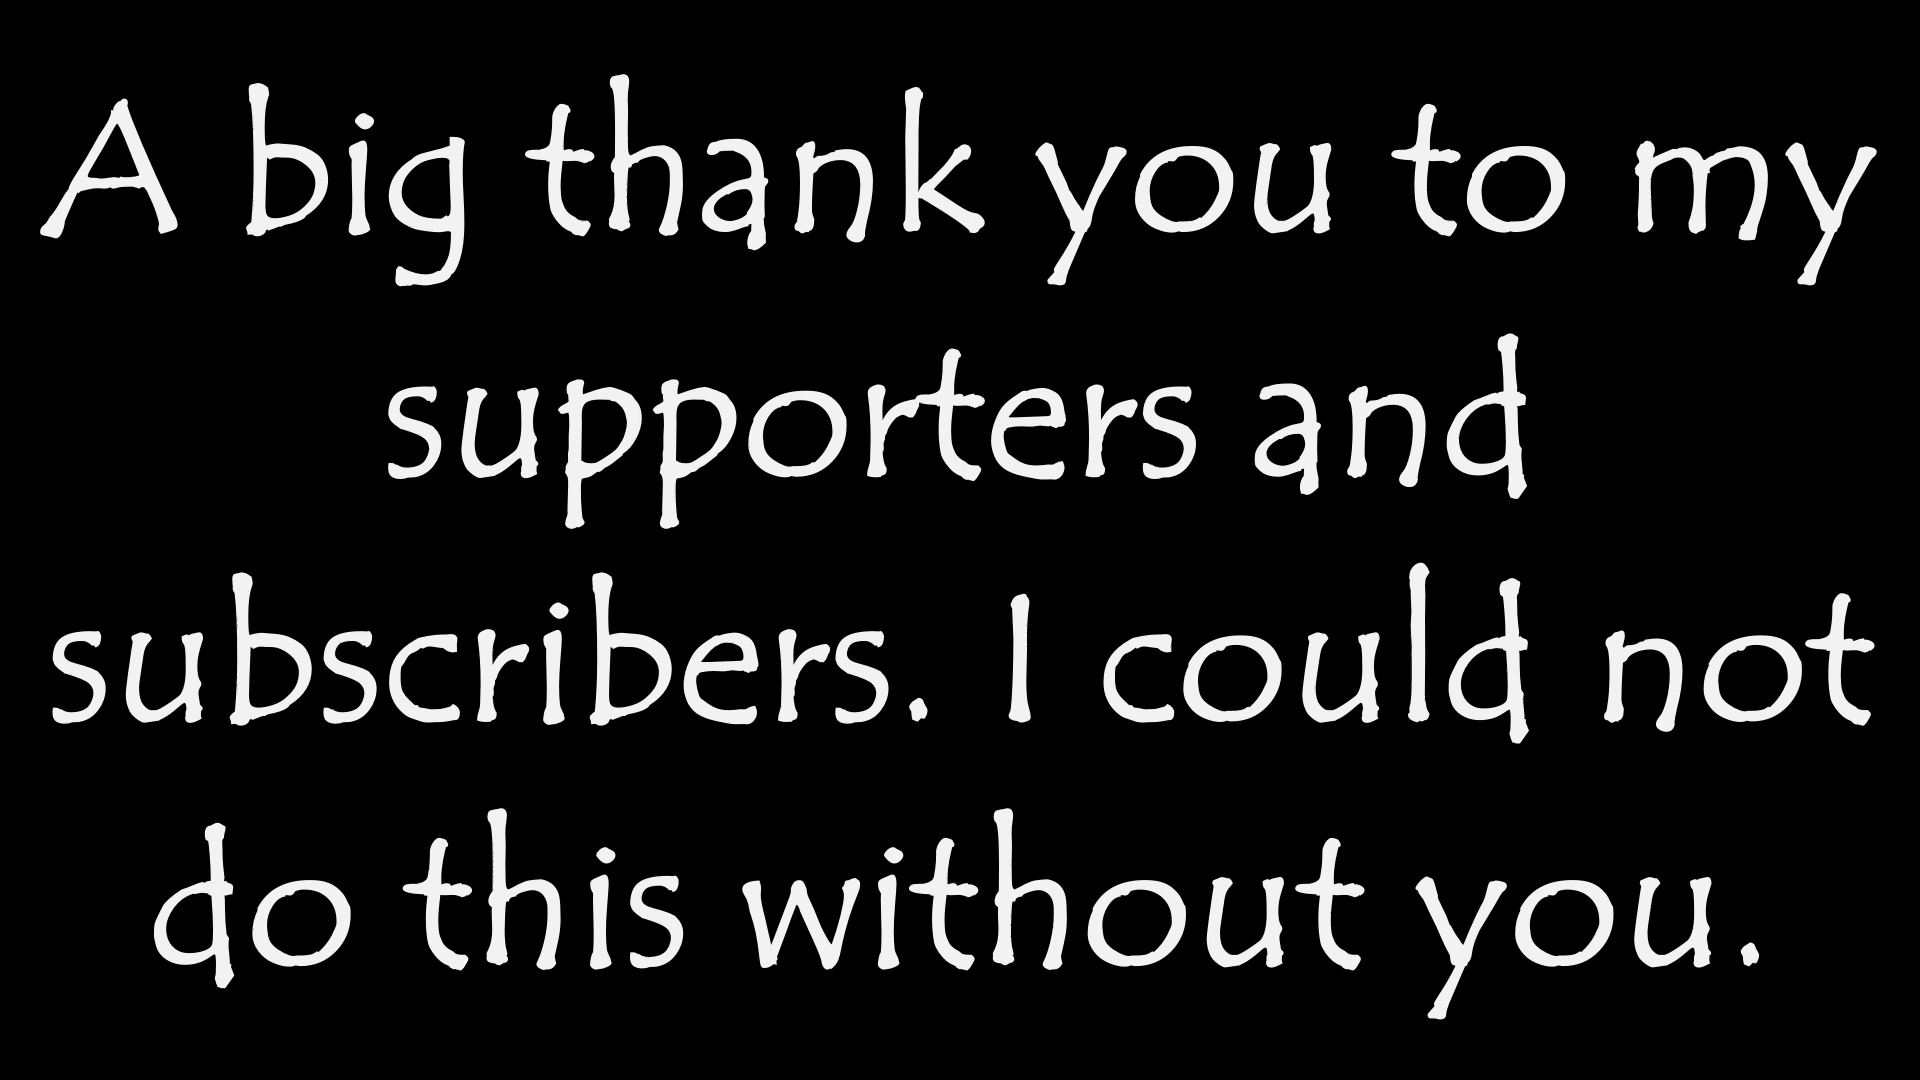 A big thank you to my
supporters and
subscribers. I could not
do this without you.